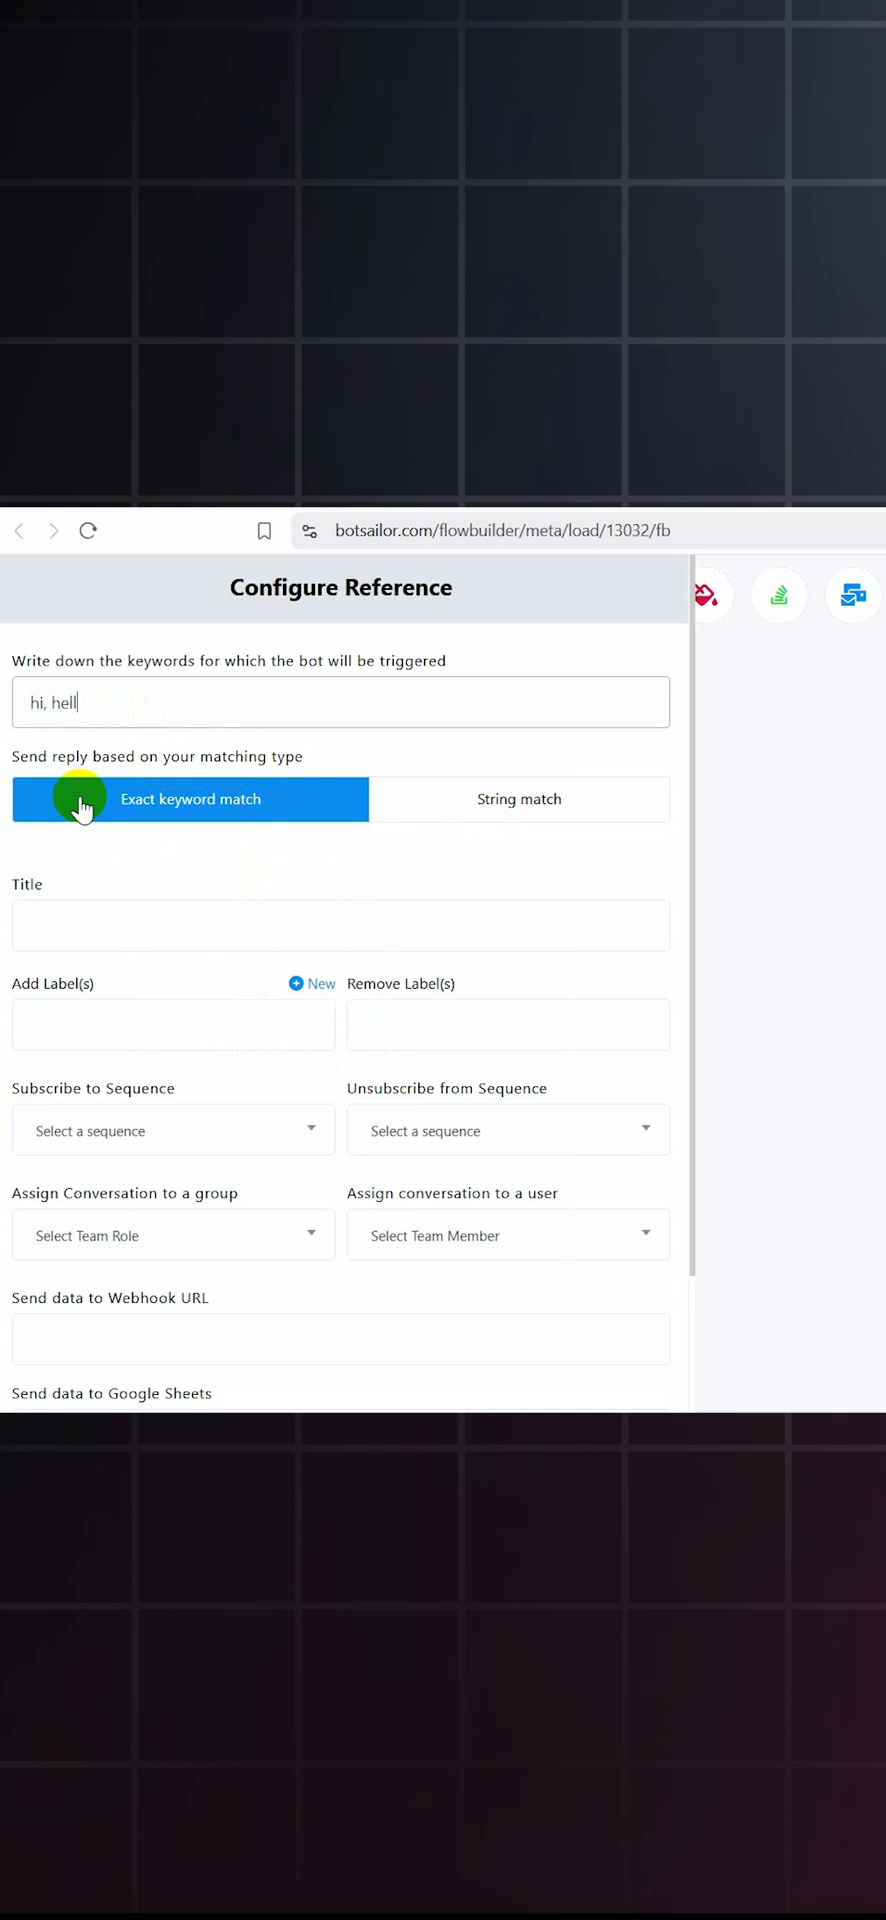 botsailor.com/flowbuilder/meta/load/13032/fb
Configure Reference
Write down the keywords for which the bot will be triggered
hi, hell
Send reply based on your matching type
Exact keyword match String match
Title
Add Label(s) New Remove Label(s)
Subscribe to Sequence Unsubscribe from Sequence
Select a sequence Select a sequence
Assign Conversation to a group Assign conversation to a user
Select Team Role Select Team Member
Send data to Webhook URL
Send data to Google Sheets